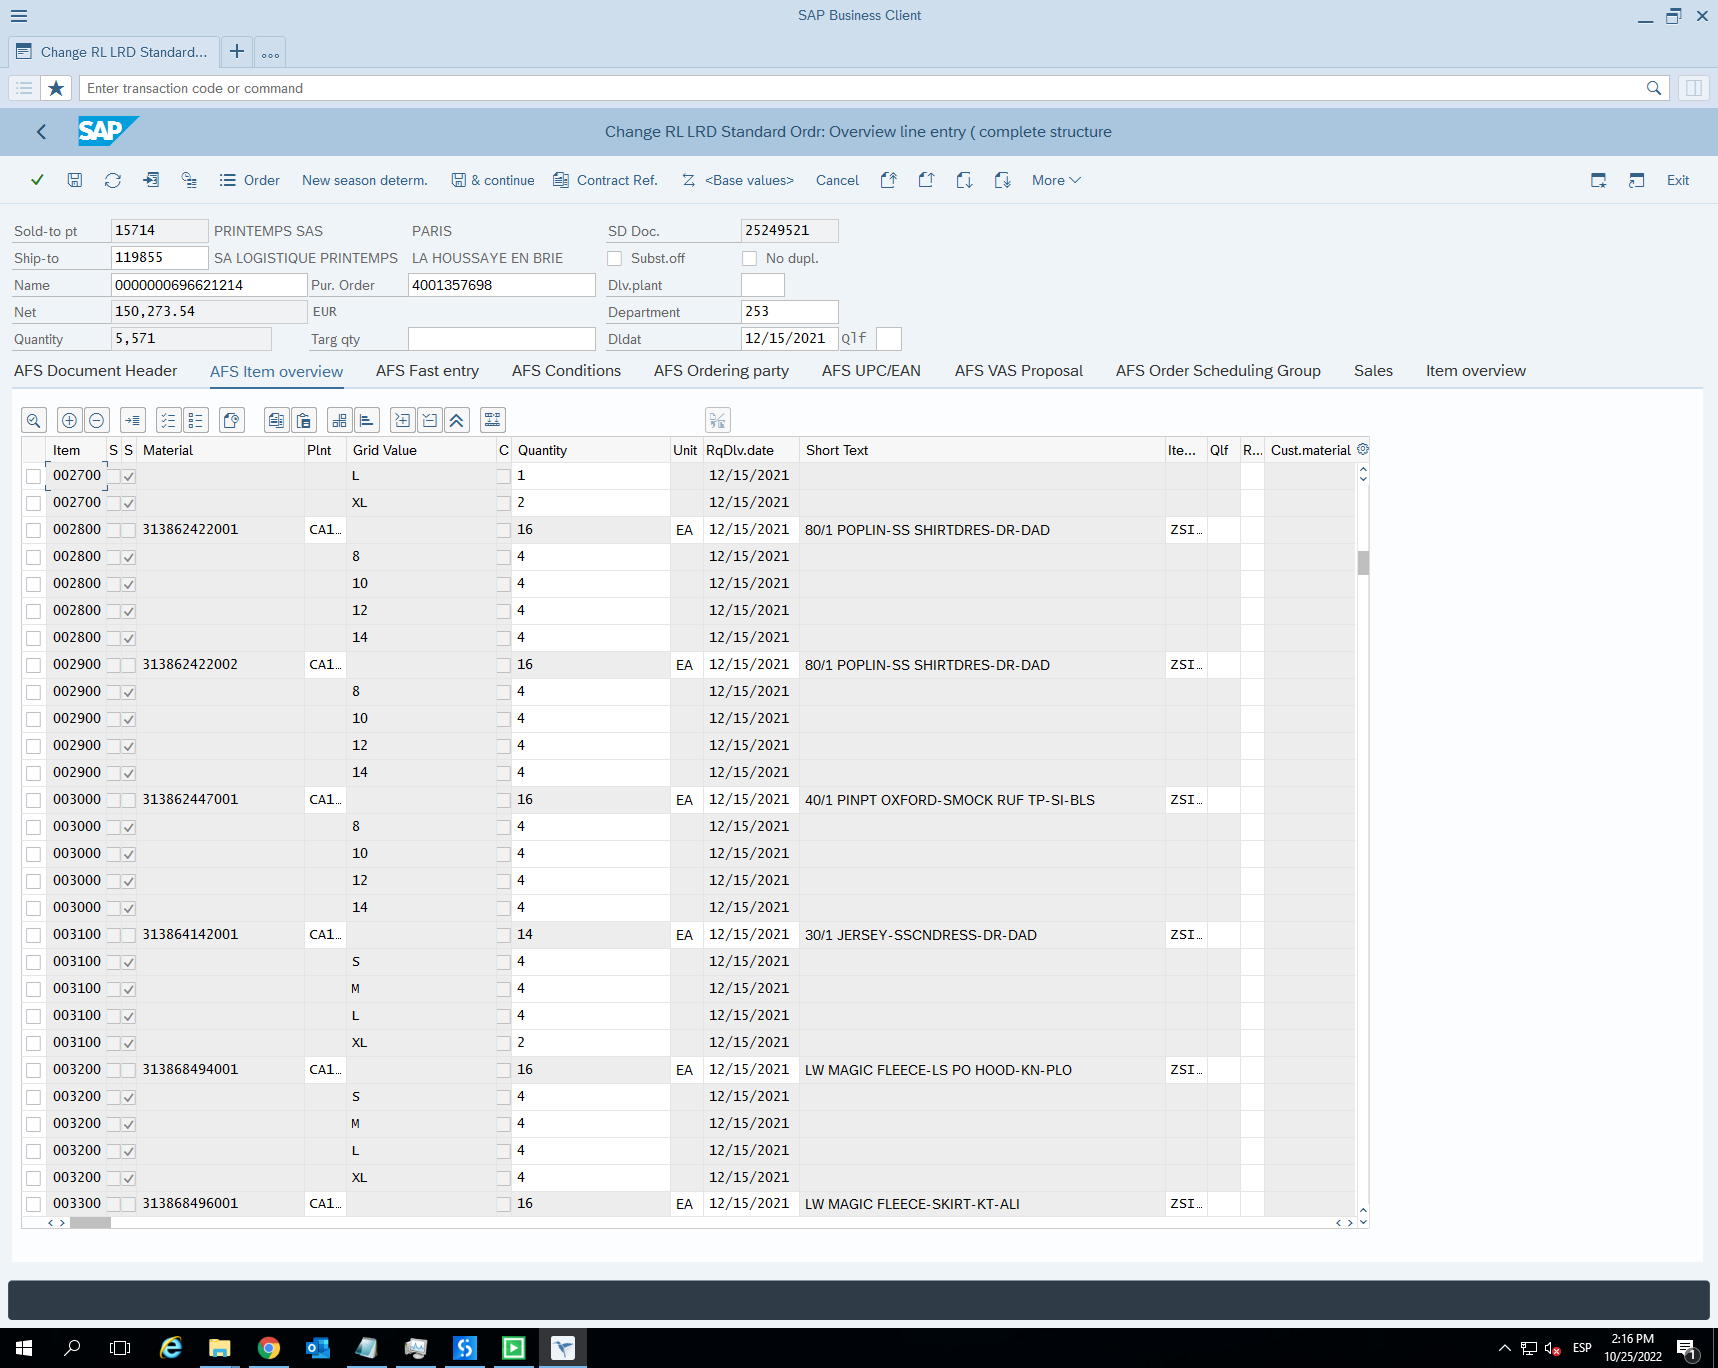 SAP Business Client
Change RL LRD Standard...
Enter transaction code or command
SAP
Change RL LRD Standard Ordr: Overview line entry ( complete structure
Order New season determ. & continue Contract Ref. <Base values> Cancel More Exit
Sold-to pt 15714 PRINTEMPS SAS PARIS SD Doc. 25249521
Ship-to 119855 SA LOGISTIQUE PRINTEMPS LA HOUSSAYE EN BRIE Subst.off No dupl.
Name 0000000696621214 Pur. Order 4001357698 Dlv.plant
Net 150,273.54 EUR Department 253
Quantity 5,571 Targ qty Dldat 12/15/2021 Qlf
AFS Document Header AFS Item overview AFS Fast entry AFS Conditions AFS Ordering party AFS UPC/EAN AFS VAS Proposal AFS Order Scheduling Group Sales Item overview
Item S S Material Plnt Grid Value C Quantity Unit RqDlv.date Short Text Ite... Qlf R... Cust.material
002700 L 1 12/15/2021
002700 XL 2 12/15/2021
002800 313862422001 CA1… 16 EA 12/15/2021 80/1 POPLIN-SS SHIRTDRES-DR-DAD ZSI…
002800 8 4 12/15/2021
002800 10 4 12/15/2021
002800 12 4 12/15/2021
002800 14 4 12/15/2021
002900 313862422002 CA1… 16 EA 12/15/2021 80/1 POPLIN-SS SHIRTDRES-DR-DAD ZSI…
002900 8 4 12/15/2021
002900 10 4 12/15/2021
002900 12 4 12/15/2021
002900 14 4 12/15/2021
003000 313862447001 CA1… 16 EA 12/15/2021 40/1 PINPT OXFORD-SMOCK RUF TP-SI-BLS ZSI…
003000 8 4 12/15/2021
003000 10 4 12/15/2021
003000 12 4 12/15/2021
003000 14 4 12/15/2021
003100 313864142001 CA1… 14 EA 12/15/2021 30/1 JERSEY-SSCNDRESS-DR-DAD ZSI…
003100 S 4 12/15/2021
003100 M 4 12/15/2021
003100 L 4 12/15/2021
003100 XL 2 12/15/2021
003200 313868494001 CA1… 16 EA 12/15/2021 LW MAGIC FLEECE-LS PO HOOD-KN-PLO ZSI…
003200 S 4 12/15/2021
003200 M 4 12/15/2021
003200 L 4 12/15/2021
003200 XL 4 12/15/2021
003300 313868496001 CA1… 16 EA 12/15/2021 LW MAGIC FLEECE-SKIRT-KT-ALI ZSI…
ESP 2:16 PM
10/25/2022 1